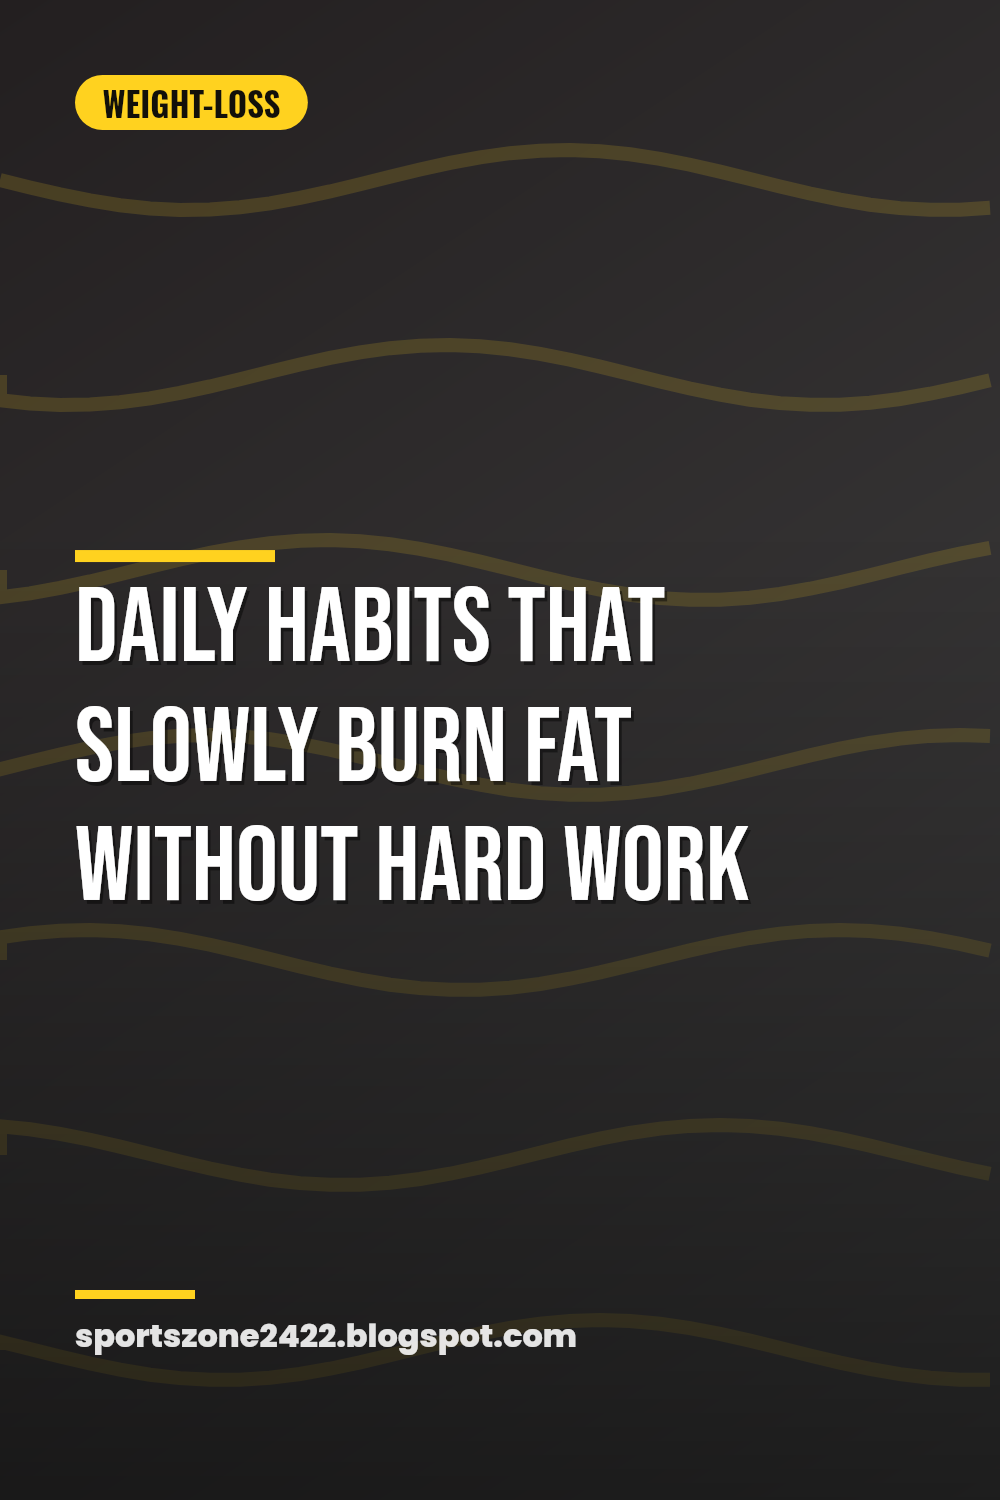 WEIGHT-LOSS
DAILY HABITS THAT
SLOWLY BURN FAT
WITHOUT HARD WORK
sportszone2422.blogspot.com